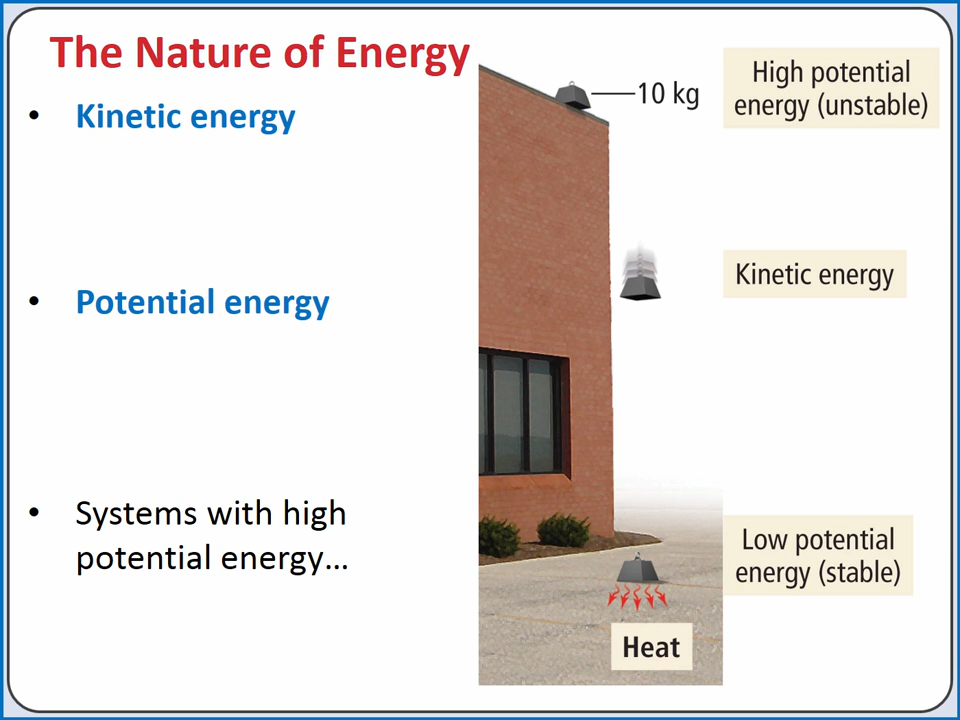 The Nature of Energy
• Kinetic energy
• Potential energy
• Systems with high
potential energy…
10 kg
High potential
energy (unstable)
Kinetic energy
Low potential
energy (stable)
Heat